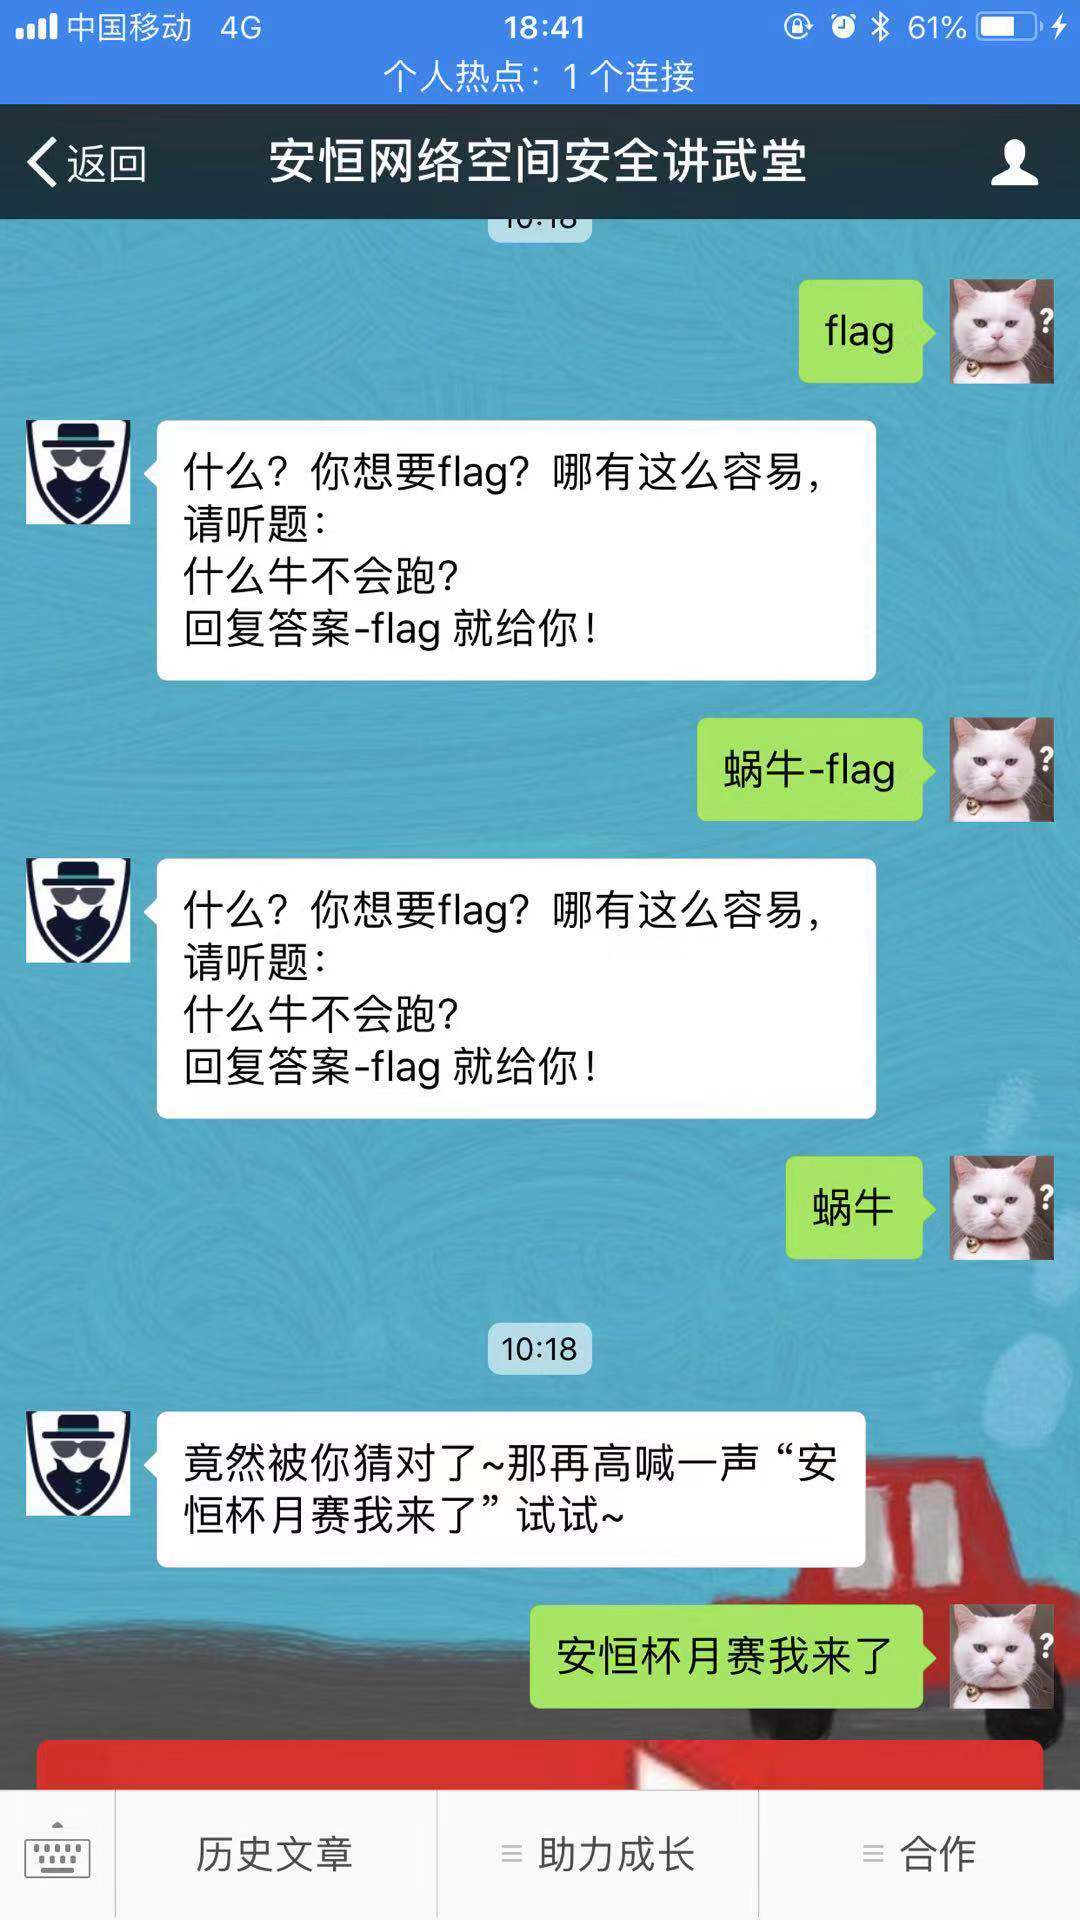 中国移动 4G 18:41 61%
个人热点：1 个连接
返回 安恒网络空间安全讲武堂
10:18
flag
什么？你想要flag？哪有这么容易，
请听题：
什么牛不会跑？
回复答案-flag 就给你！
蜗牛-flag
什么？你想要flag？哪有这么容易，
请听题：
什么牛不会跑？
回复答案-flag 就给你！
蜗牛
10:18
竟然被你猜对了~那再高喊一声 “安
恒杯月赛我来了” 试试~
安恒杯月赛我来了
历史文章 助力成长 合作